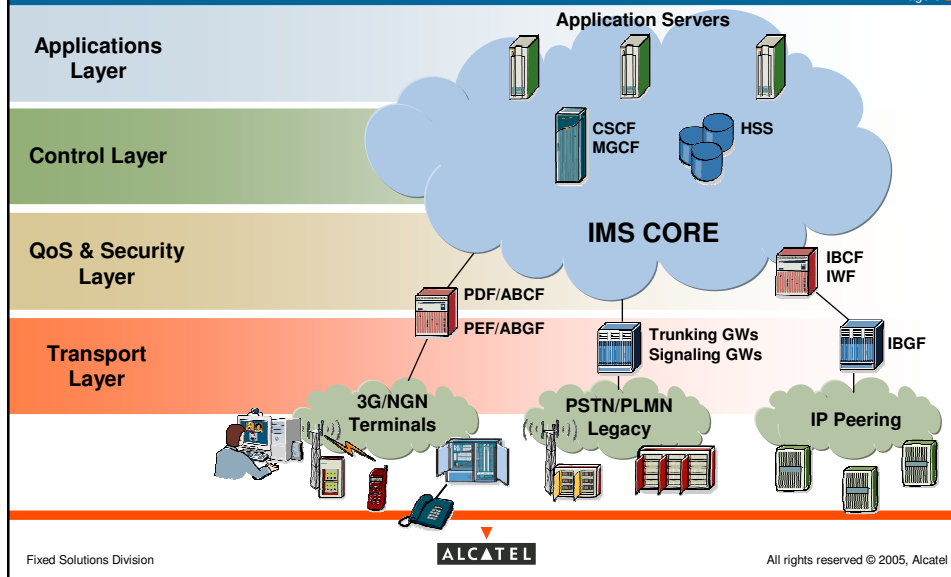 Application Servers
Applications
Layer
CSCF
MGCF
HSS
Control Layer
IMS CORE
QoS & Security
Layer
IBCF
IWF
PDF/ABCF
PEF/ABGF
Trunking GWs
Signaling GWs
IBGF
Transport
Layer
3G/NGN
Terminals
PSTN/PLMN
Legacy
IP Peering
Fixed Solutions Division
ALCATEL
All rights reserved © 2005, Alcatel